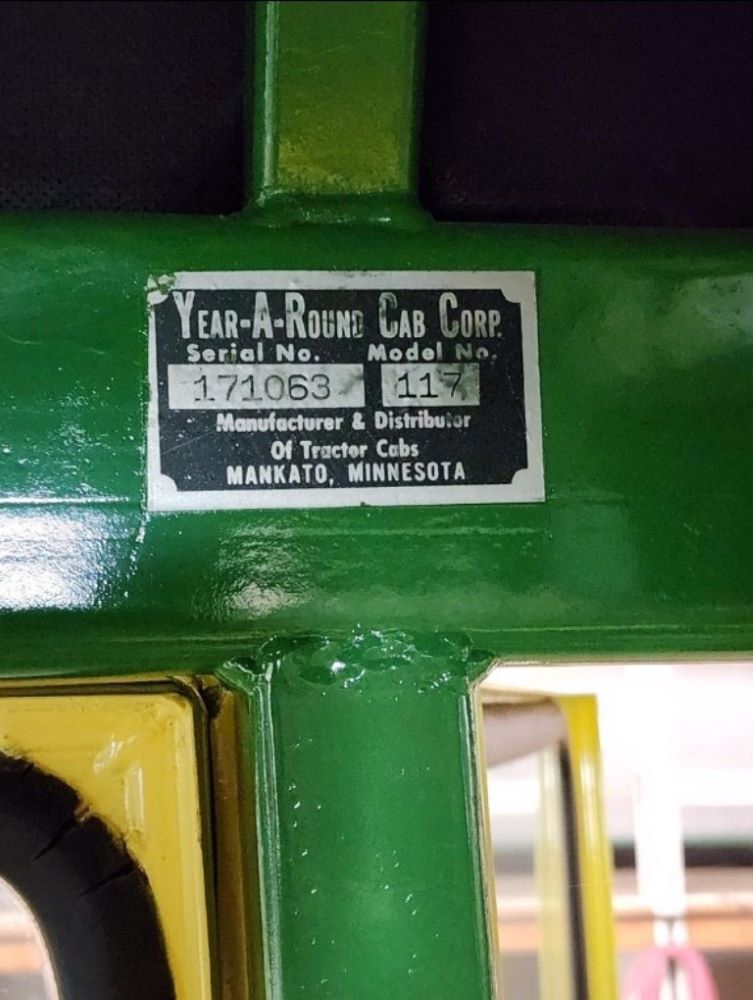 YEAR-A-ROUND CAB CORP.
Serial No. Model No.
171063 117
Manufacturer & Distributor
Of Tractor Cabs
MANKATO, MINNESOTA